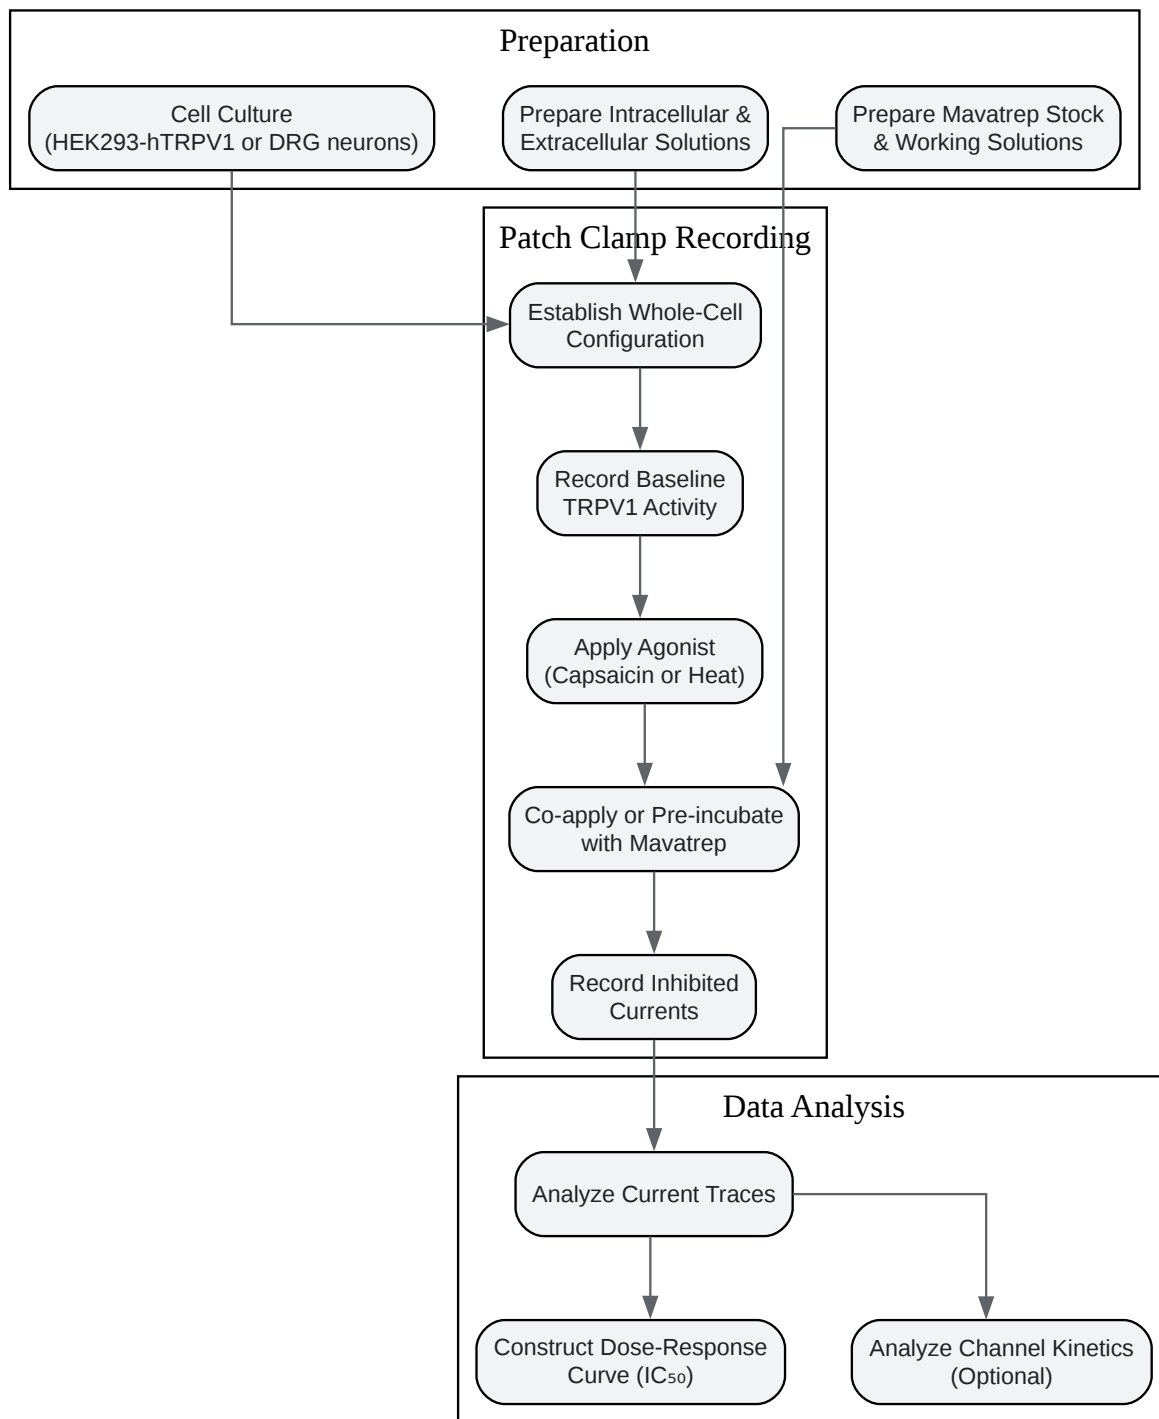 Preparation
Cell Culture
(HEK293-hTRPV1 or DRG neurons)
Prepare Intracellular &
Extracellular Solutions
Prepare Mavatrep Stock
& Working Solutions
Patch Clamp Recording
Establish Whole-Cell
Configuration
Record Baseline
TRPV1 Activity
Apply Agonist
(Capsaicin or Heat)
Co-apply or Pre-incubate
with Mavatrep
Record Inhibited
Currents
Data Analysis
Analyze Current Traces
Construct Dose-Response
Curve (IC₅₀)
Analyze Channel Kinetics
(Optional)